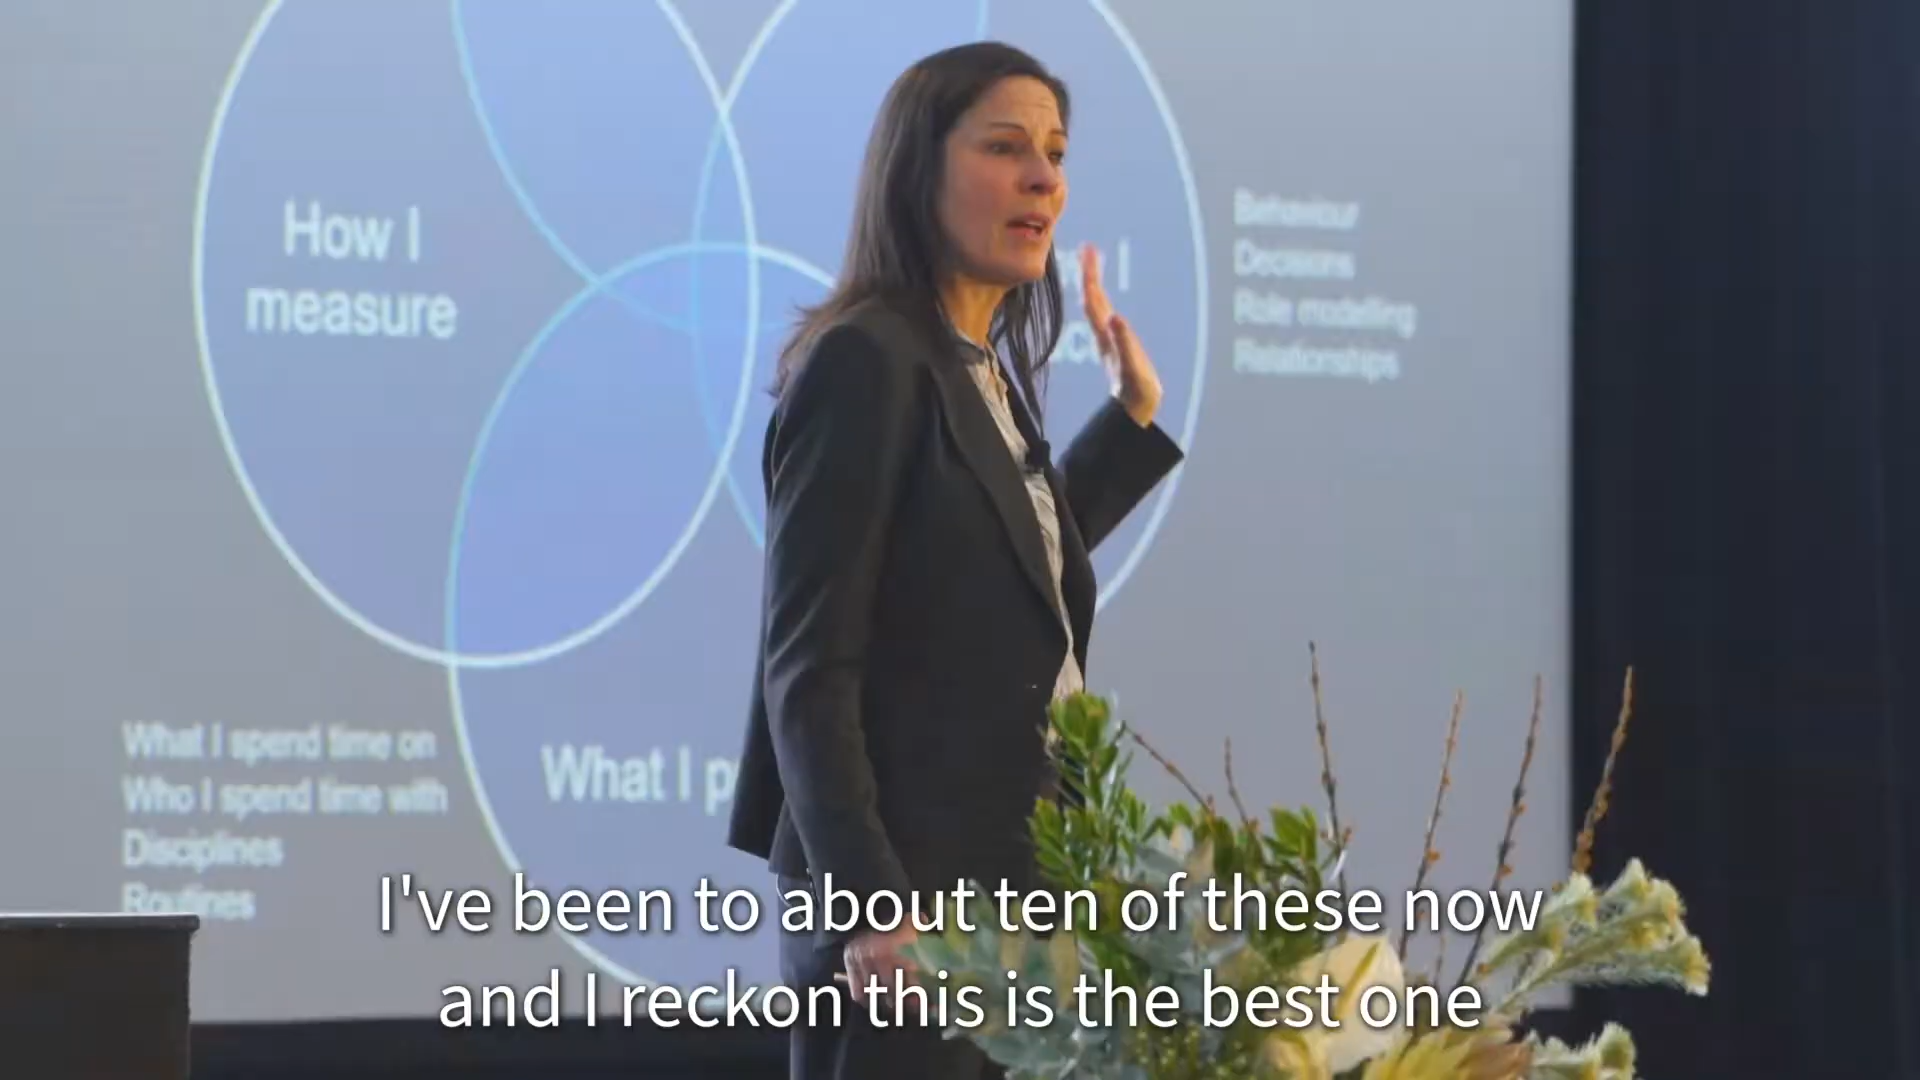 How I
measure
Behaviour
Decisions
Role modelling
Relationships
What I spend time on
Who I spend time with
Disciplines
Routines
What I
I've been to about ten of these now
and I reckon this is the best one